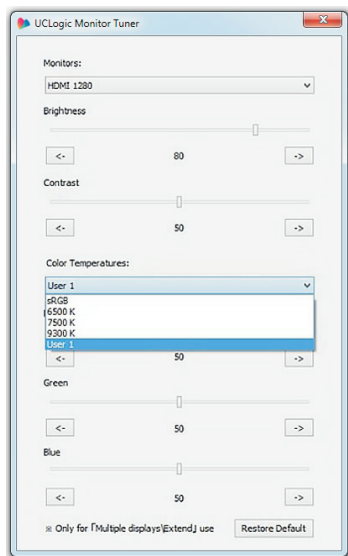 UCLogic Monitor Tuner
Monitors:
HDMI 1280
Brightness
<- 80 ->
Contrast
<- 50 ->
Color Temperatures:
User 1
sRGB
6500 K
7500 K
9300 K
User 1
<- 50 ->
Green
<- 50 ->
Blue
<- 50 ->
※ Only for「Multiple displays\Extend」use
Restore Default